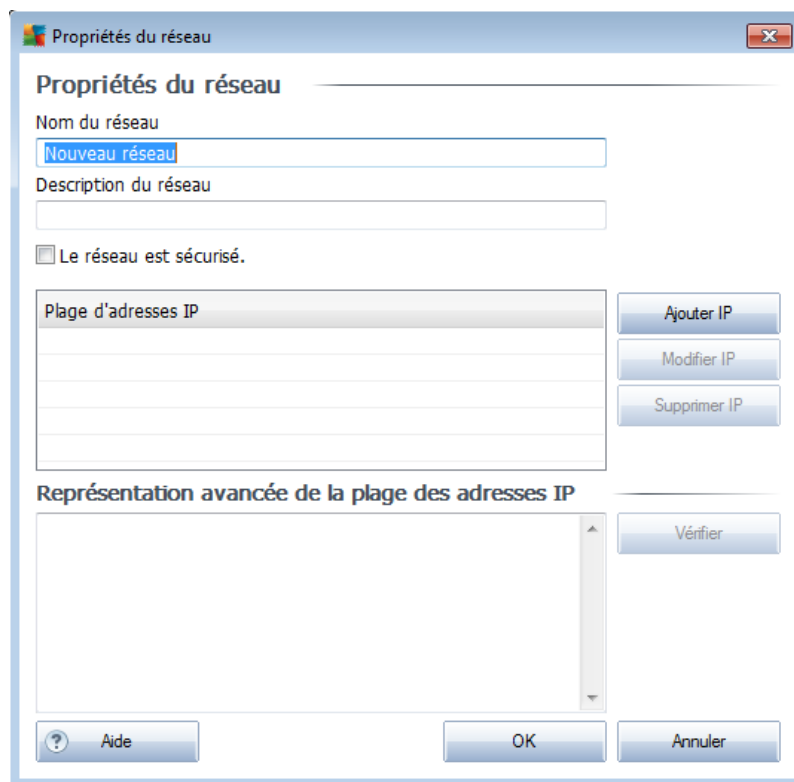 Propriétés du réseau
Propriétés du réseau
Nom du réseau
Nouveau réseau
Description du réseau
Le réseau est sécurisé.
Plage d'adresses IP
Ajouter IP
Modifier IP
Supprimer IP
Représentation avancée de la plage des adresses IP
Vérifier
? Aide
OK
Annuler